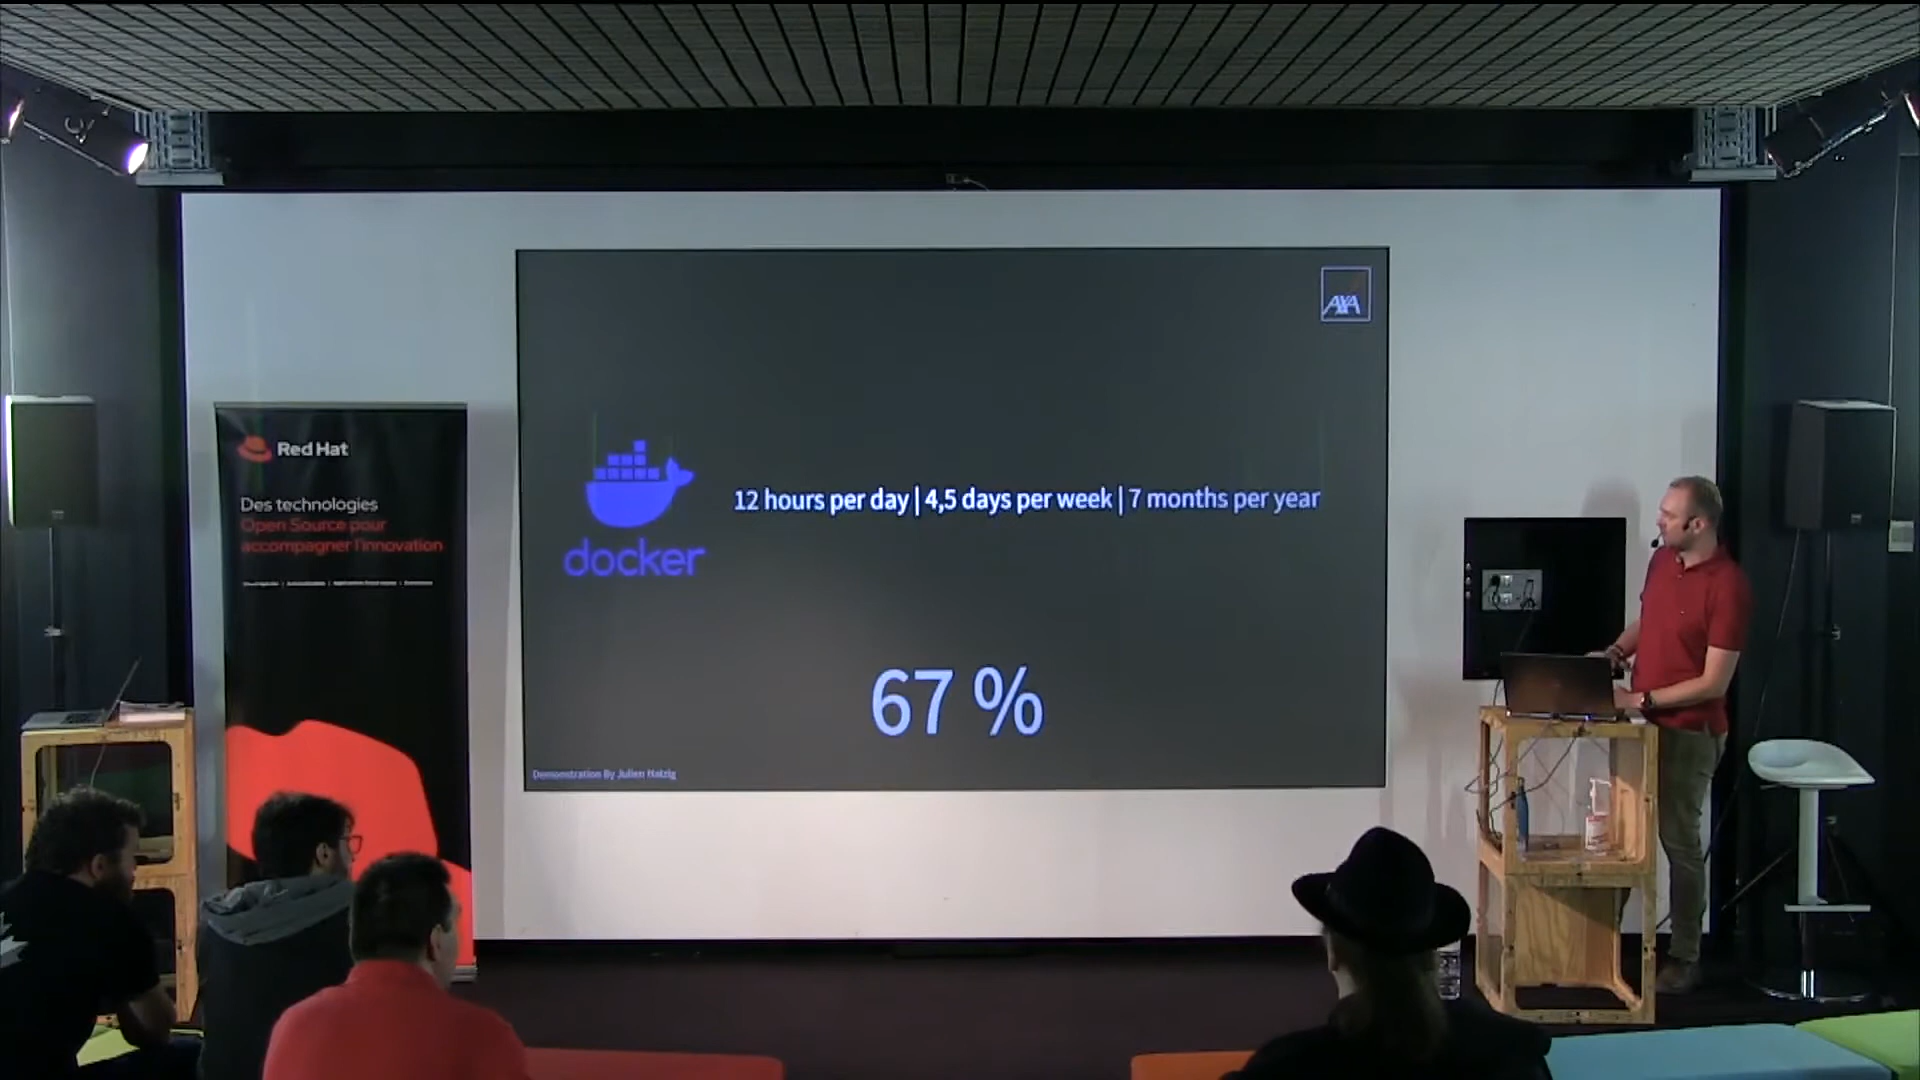 AXA
Red Hat
Des technologies
Open Source pour
accompagner l'innovation
docker
12 hours per day | 4,5 days per week | 7 months per year
67 %
Demonstration By Julien